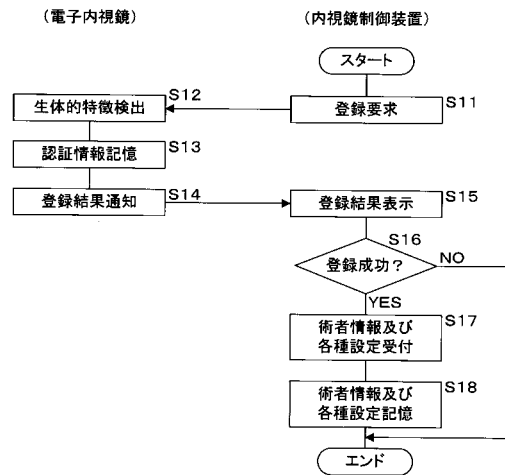 (電子内視鏡)
(内視鏡制御装置)
スタート
S11
登録要求
S12
生体的特徴検出
S13
認証情報記憶
S14
登録結果通知
S15
登録結果表示
S16
登録成功?
NO
YES
S17
術者情報及び
各種設定受付
S18
術者情報及び
各種設定記憶
エンド